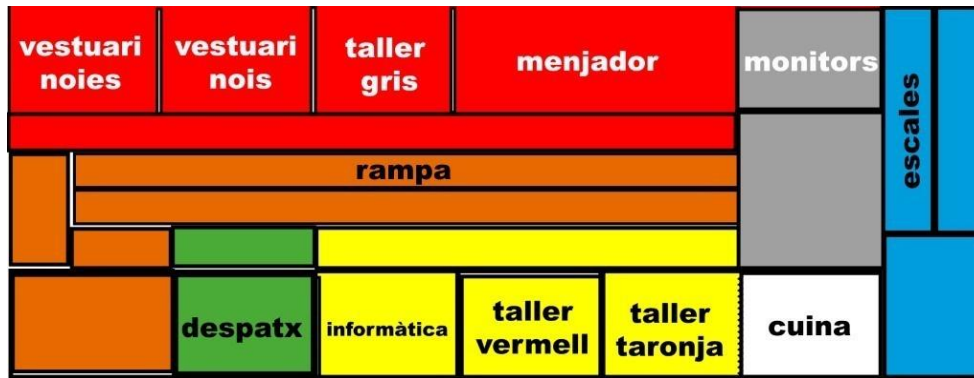 vestuari
noies
vestuari
nois
taller
gris
menjador
monitors
escales
rampa
despatx
informàtica
taller
vermell
taller
taronja
cuina